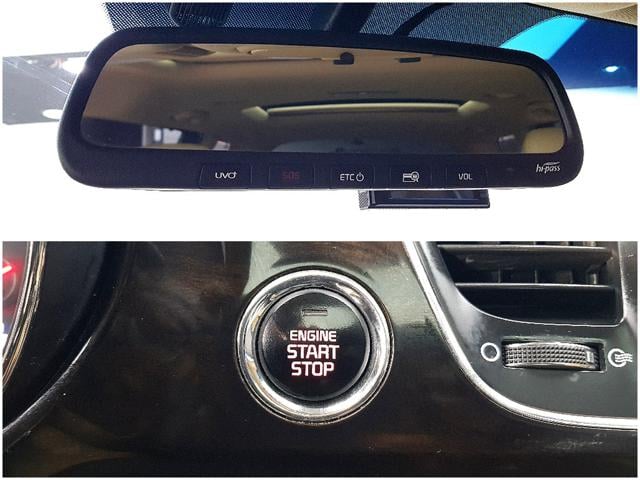 UVO
SOS
ETC
VOL
hi-pass
ENGINE
START
STOP